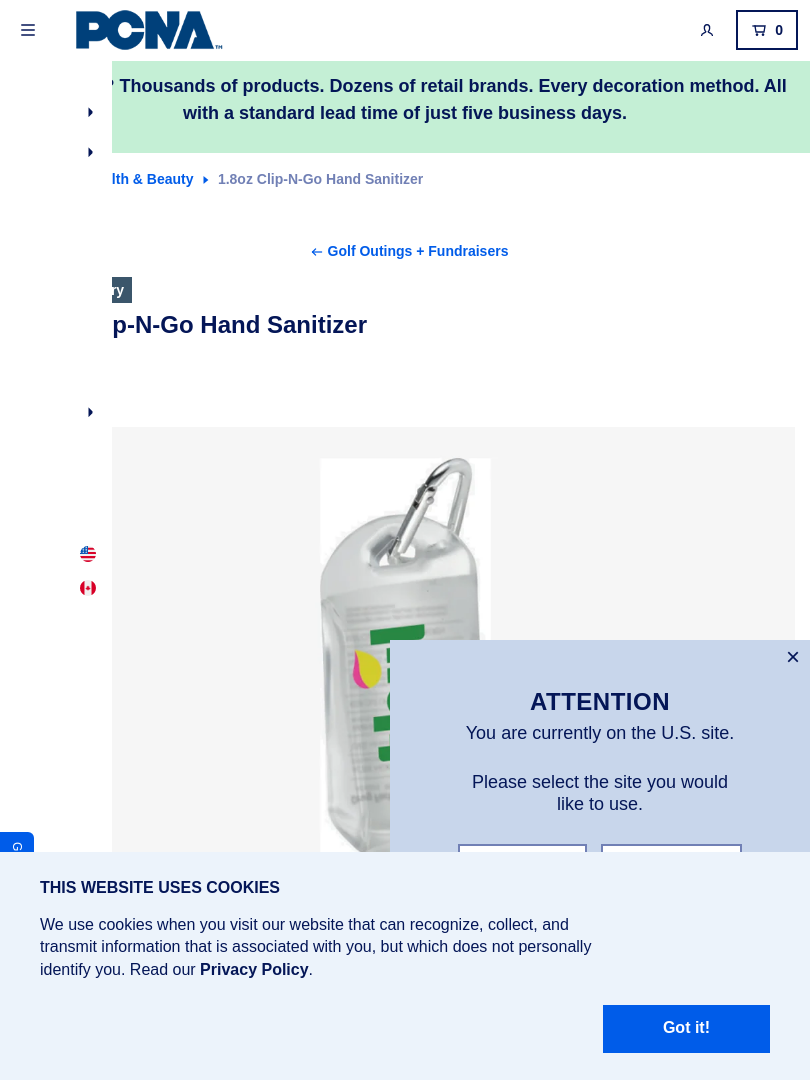 PCNA™
0
? Thousands of products. Dozens of retail brands. Every decoration method. All
with a standard lead time of just five business days.
lth & Beauty
1.8oz Clip-N-Go Hand Sanitizer
← Golf Outings + Fundraisers
ry
p-N-Go Hand Sanitizer
×
ATTENTION
You are currently on the U.S. site.
Please select the site you would
like to use.
G
THIS WEBSITE USES COOKIES
We use cookies when you visit our website that can recognize, collect, and
transmit information that is associated with you, but which does not personally
identify you. Read our Privacy Policy.
Got it!